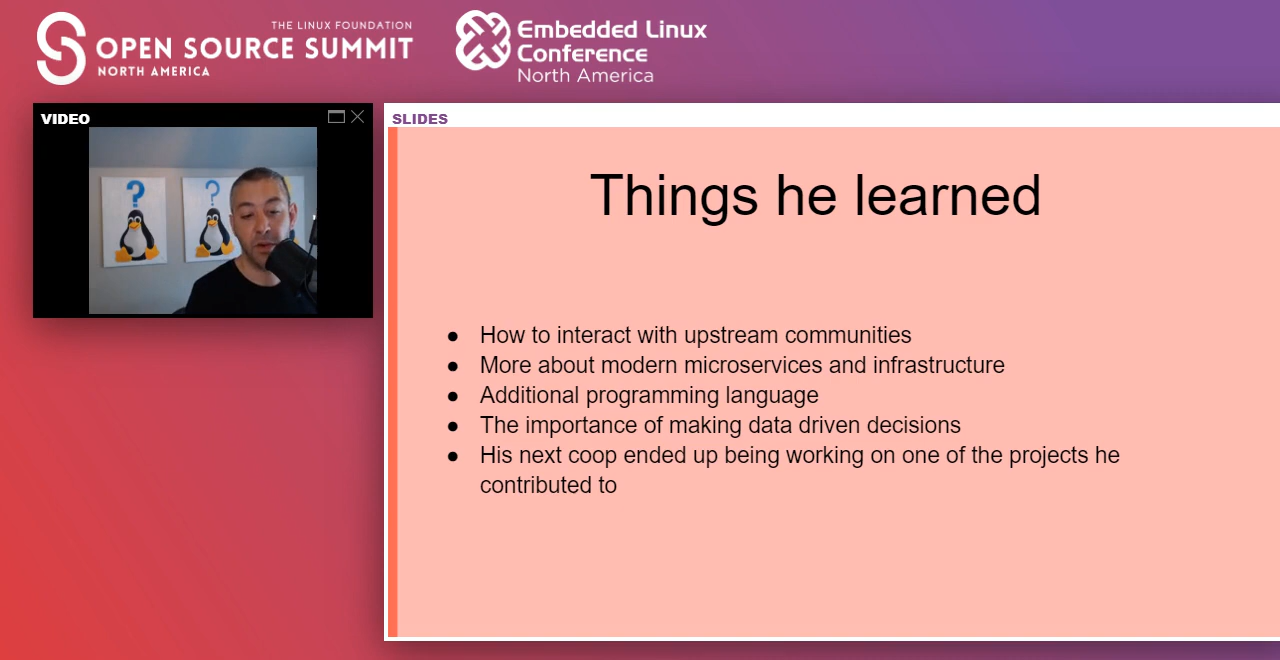 THE LINUX FOUNDATION
OPEN SOURCE SUMMIT
NORTH AMERICA
Embedded Linux
Conference
North America
VIDEO
SLIDES
?
?
Things he learned
● How to interact with upstream communities
● More about modern microservices and infrastructure
● Additional programming language
● The importance of making data driven decisions
● His next coop ended up being working on one of the projects he
contributed to